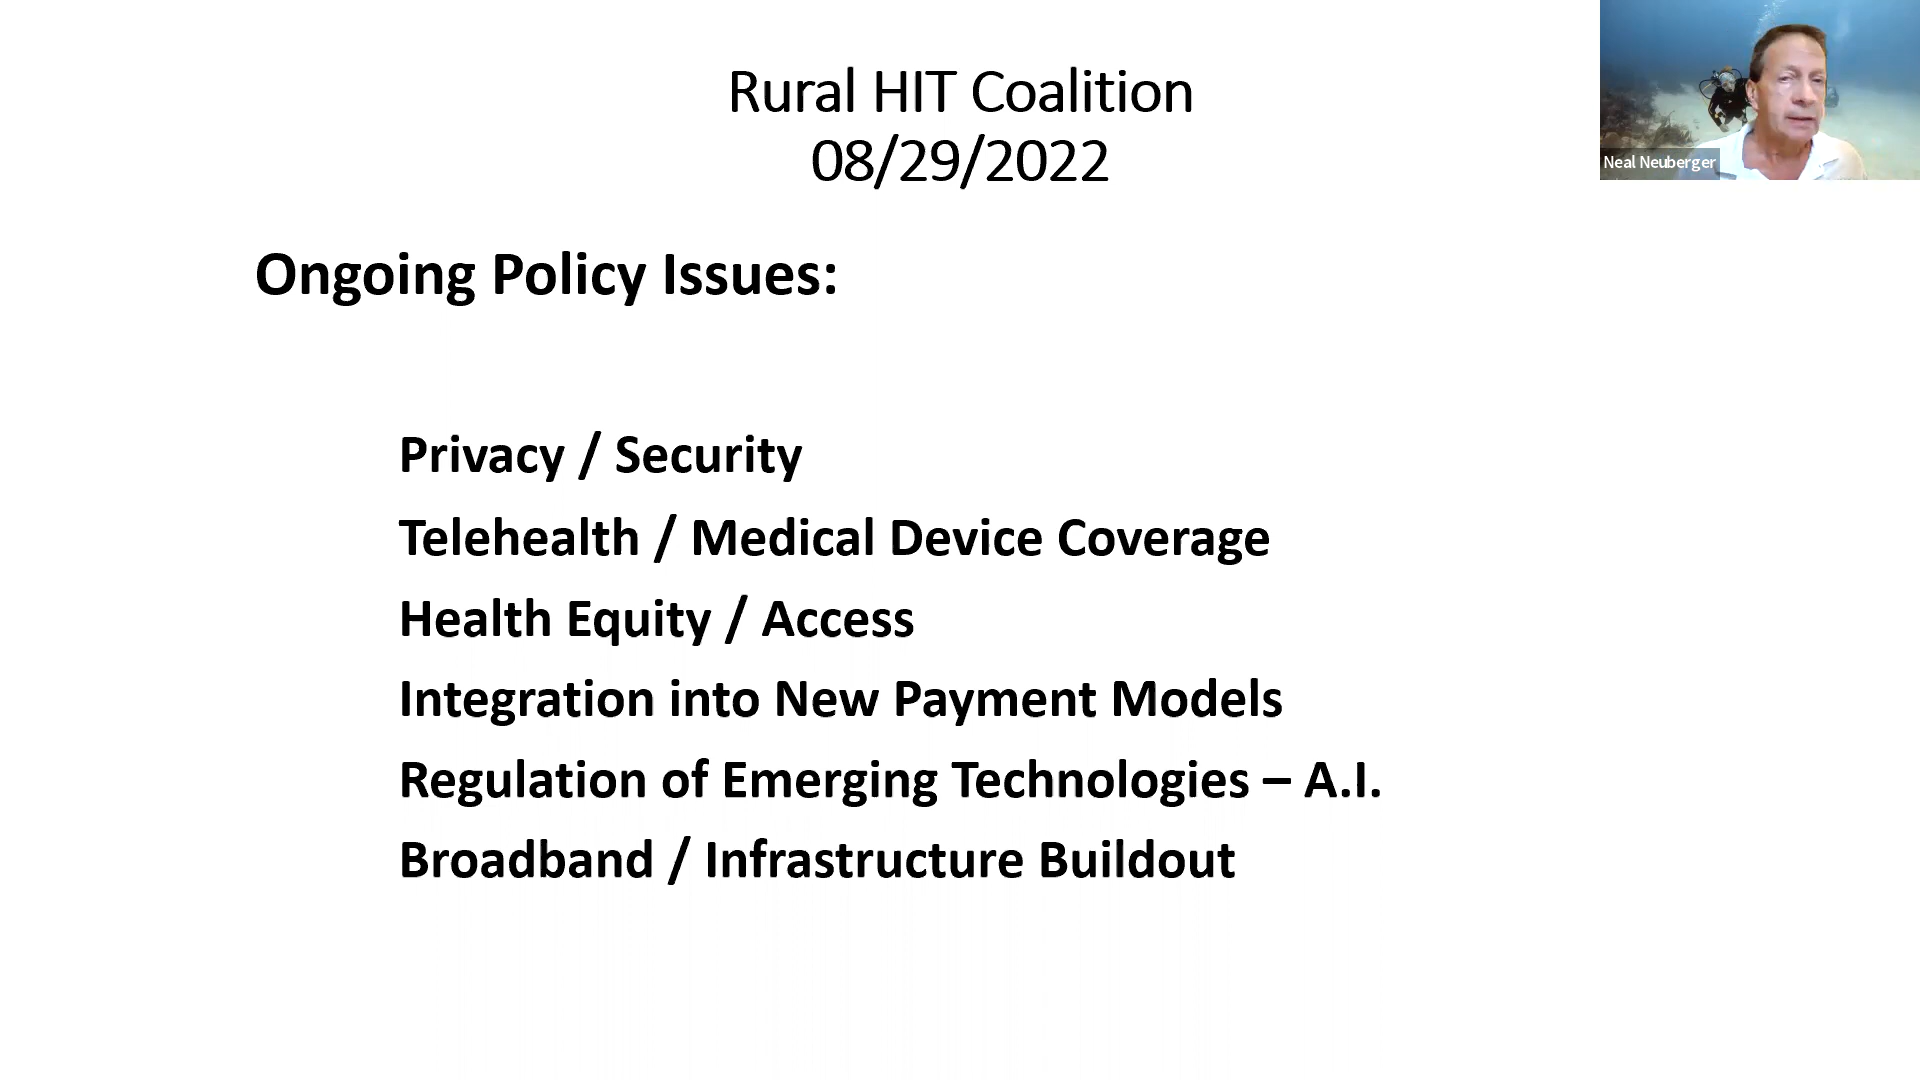 Rural HIT Coalition
08/29/2022
Neal Neuberger
Ongoing Policy Issues:
Privacy / Security
Telehealth / Medical Device Coverage
Health Equity / Access
Integration into New Payment Models
Regulation of Emerging Technologies – A.I.
Broadband / Infrastructure Buildout